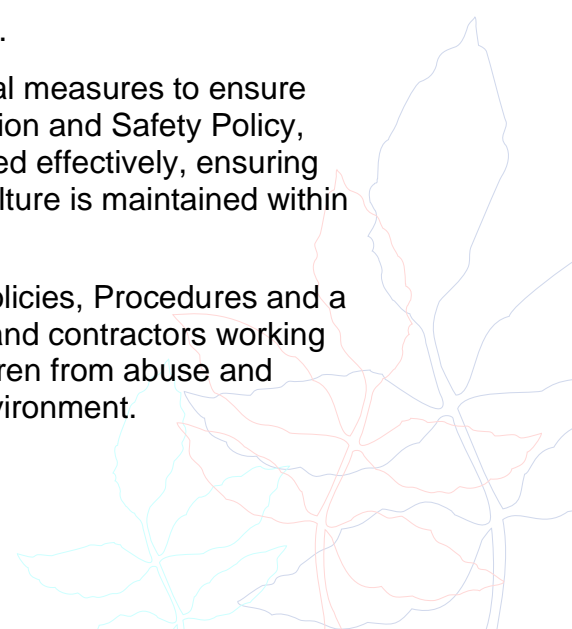 .
al measures to ensure
ion and Safety Policy,
ed effectively, ensuring
lture is maintained within
olicies, Procedures and a
and contractors working
ren from abuse and
vironment.